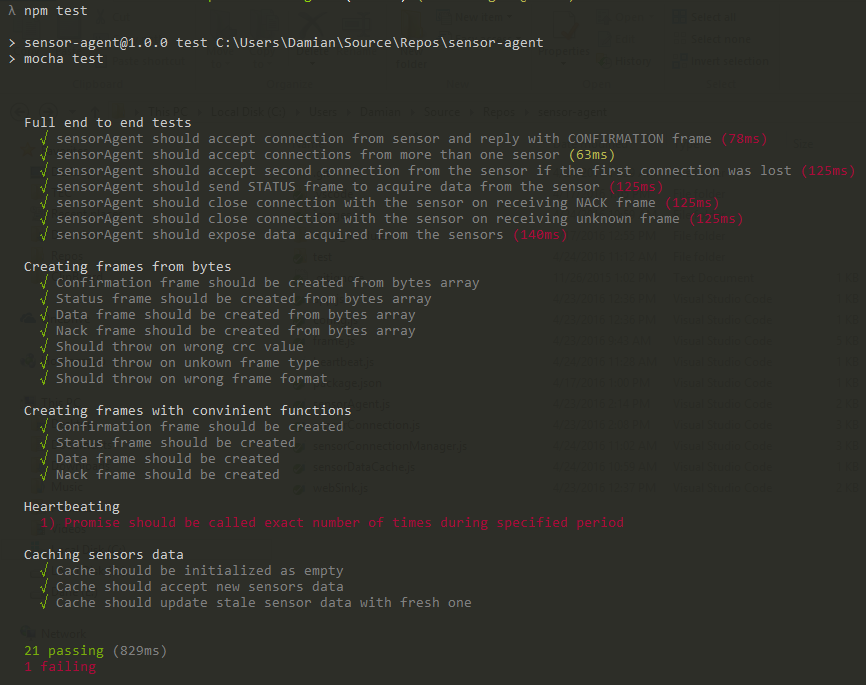 λ npm test
> sensor-agent@1.0.0 test C:\Users\Damian\Source\Repos\sensor-agent
> mocha test
Full end to end tests
√ sensorAgent should accept connection from sensor and reply with CONFIRMATION frame (78ms)
√ sensorAgent should accept connections from more than one sensor (63ms)
√ sensorAgent should accept second connection from the sensor if the first connection was lost (125ms)
√ sensorAgent should send STATUS frame to acquire data from the sensor (125ms)
√ sensorAgent should close connection with the sensor on receiving NACK frame (125ms)
√ sensorAgent should close connection with the sensor on receiving unknown frame (125ms)
√ sensorAgent should expose data acquired from the sensors (140ms)
Creating frames from bytes
√ Confirmation frame should be created from bytes array
√ Status frame should be created from bytes array
√ Data frame should be created from bytes array
√ Nack frame should be created from bytes array
√ Should throw on wrong crc value
√ Should throw on unkown frame type
√ Should throw on wrong frame format
Creating frames with convinient functions
√ Confirmation frame should be created
√ Status frame should be created
√ Data frame should be created
√ Nack frame should be created
Heartbeating
1) Promise should be called exact number of times during specified period
Caching sensors data
√ Cache should be initialized as empty
√ Cache should accept new sensors data
√ Cache should update stale sensor data with fresh one
21 passing (829ms)
1 failing